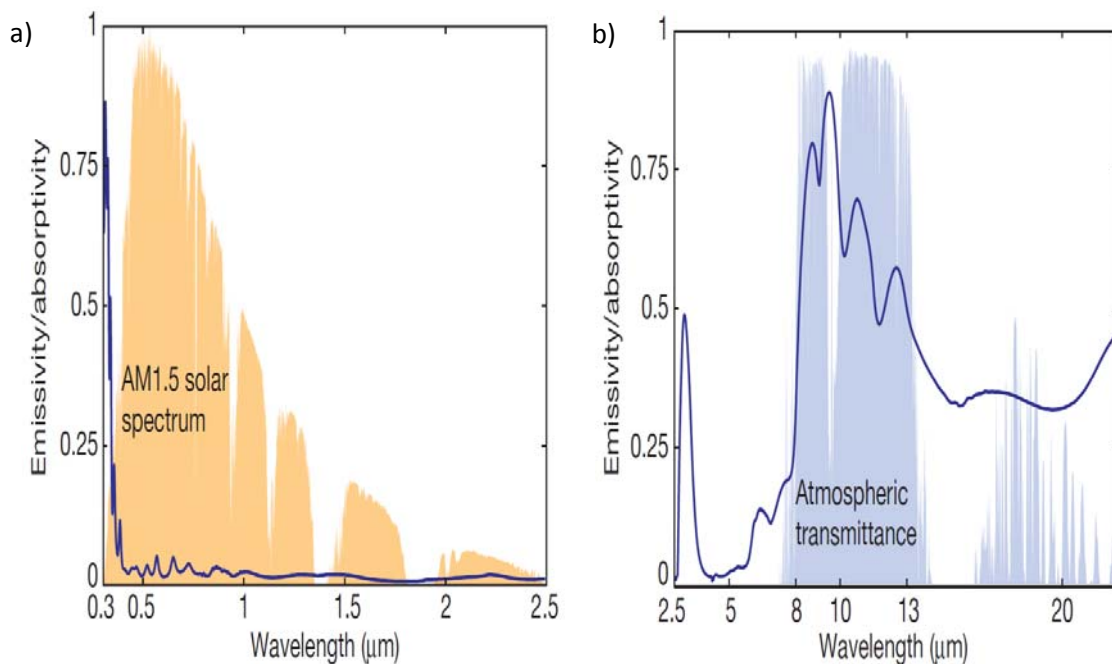 a)
Emissivity/absorptivity
1
0.75
0.5
0.25
0
AM1.5 solar
spectrum
0.3 0.5 1 1.5 2 2.5
Wavelength (μm)
b)
Emissivity/absorptivity
1
0.75
0.5
0.25
0
Atmospheric
transmittance
2.5 5 8 10 13 20
Wavelength (μm)